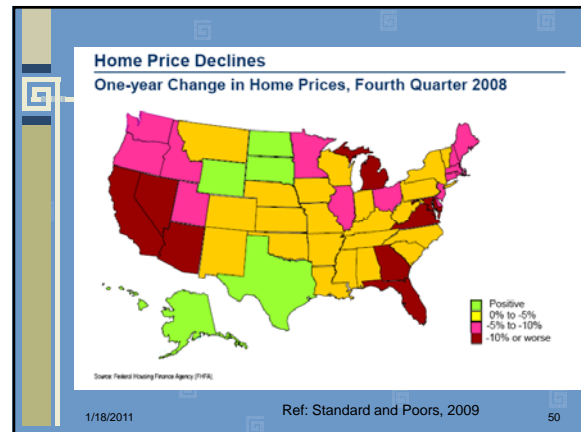 Home Price Declines
One-year Change in Home Prices, Fourth Quarter 2008
Positive
0% to -5%
-5% to -10%
-10% or worse
Source: Federal Housing Finance Agency (FHFA).
1/18/2011
Ref: Standard and Poors, 2009
50